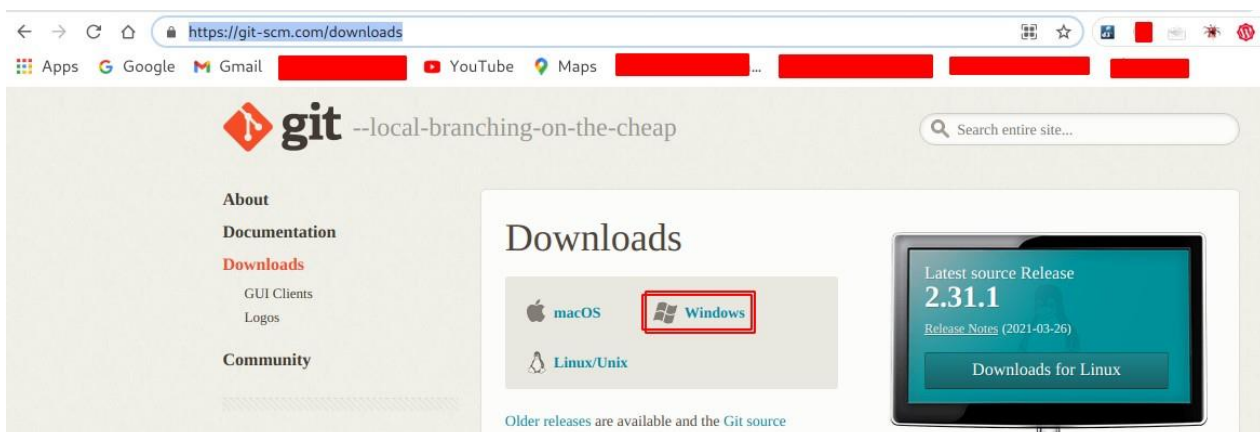 https://git-scm.com/downloads
Apps Google Gmail YouTube Maps ...
git --local-branching-on-the-cheap
Search entire site...
About
Documentation
Downloads
GUI Clients
Logos
Community
Downloads
macOS Windows
Linux/Unix
Older releases are available and the Git source
Latest source Release
2.31.1
Release Notes (2021-03-26)
Downloads for Linux